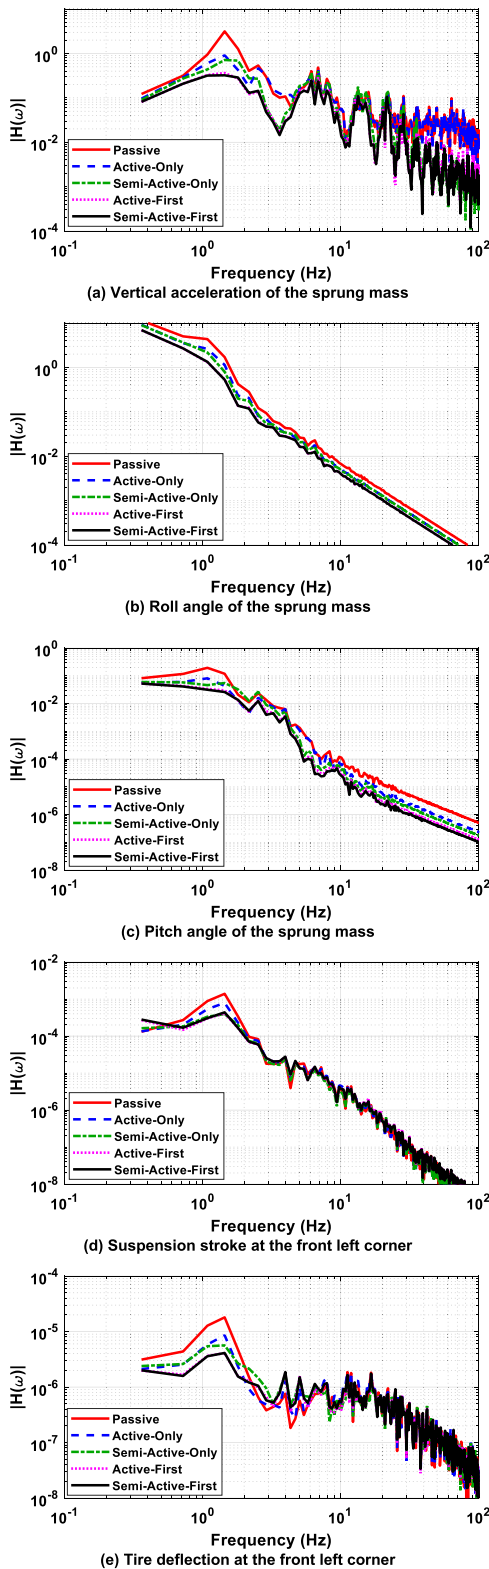 |H(ω)|
10^0
10^-2
10^-4
Passive
Active-Only
Semi-Active-Only
Active-First
Semi-Active-First
10^-1
10^0
10^1
10^2
Frequency (Hz)
(a) Vertical acceleration of the sprung mass
|H(ω)|
10^0
10^-2
10^-4
Passive
Active-Only
Semi-Active-Only
Active-First
Semi-Active-First
10^-1
10^0
10^1
10^2
Frequency (Hz)
(b) Roll angle of the sprung mass
|H(ω)|
10^0
10^-2
10^-4
10^-6
10^-8
Passive
Active-Only
Semi-Active-Only
Active-First
Semi-Active-First
10^-1
10^0
10^1
10^2
Frequency (Hz)
(c) Pitch angle of the sprung mass
|H(ω)|
10^-2
10^-4
10^-6
10^-8
Passive
Active-Only
Semi-Active-Only
Active-First
Semi-Active-First
10^-1
10^0
10^1
10^2
Frequency (Hz)
(d) Suspension stroke at the front left corner
|H(ω)|
10^-4
10^-5
10^-6
10^-7
10^-8
Passive
Active-Only
Semi-Active-Only
Active-First
Semi-Active-First
10^-1
10^0
10^1
10^2
Frequency (Hz)
(e) Tire deflection at the front left corner